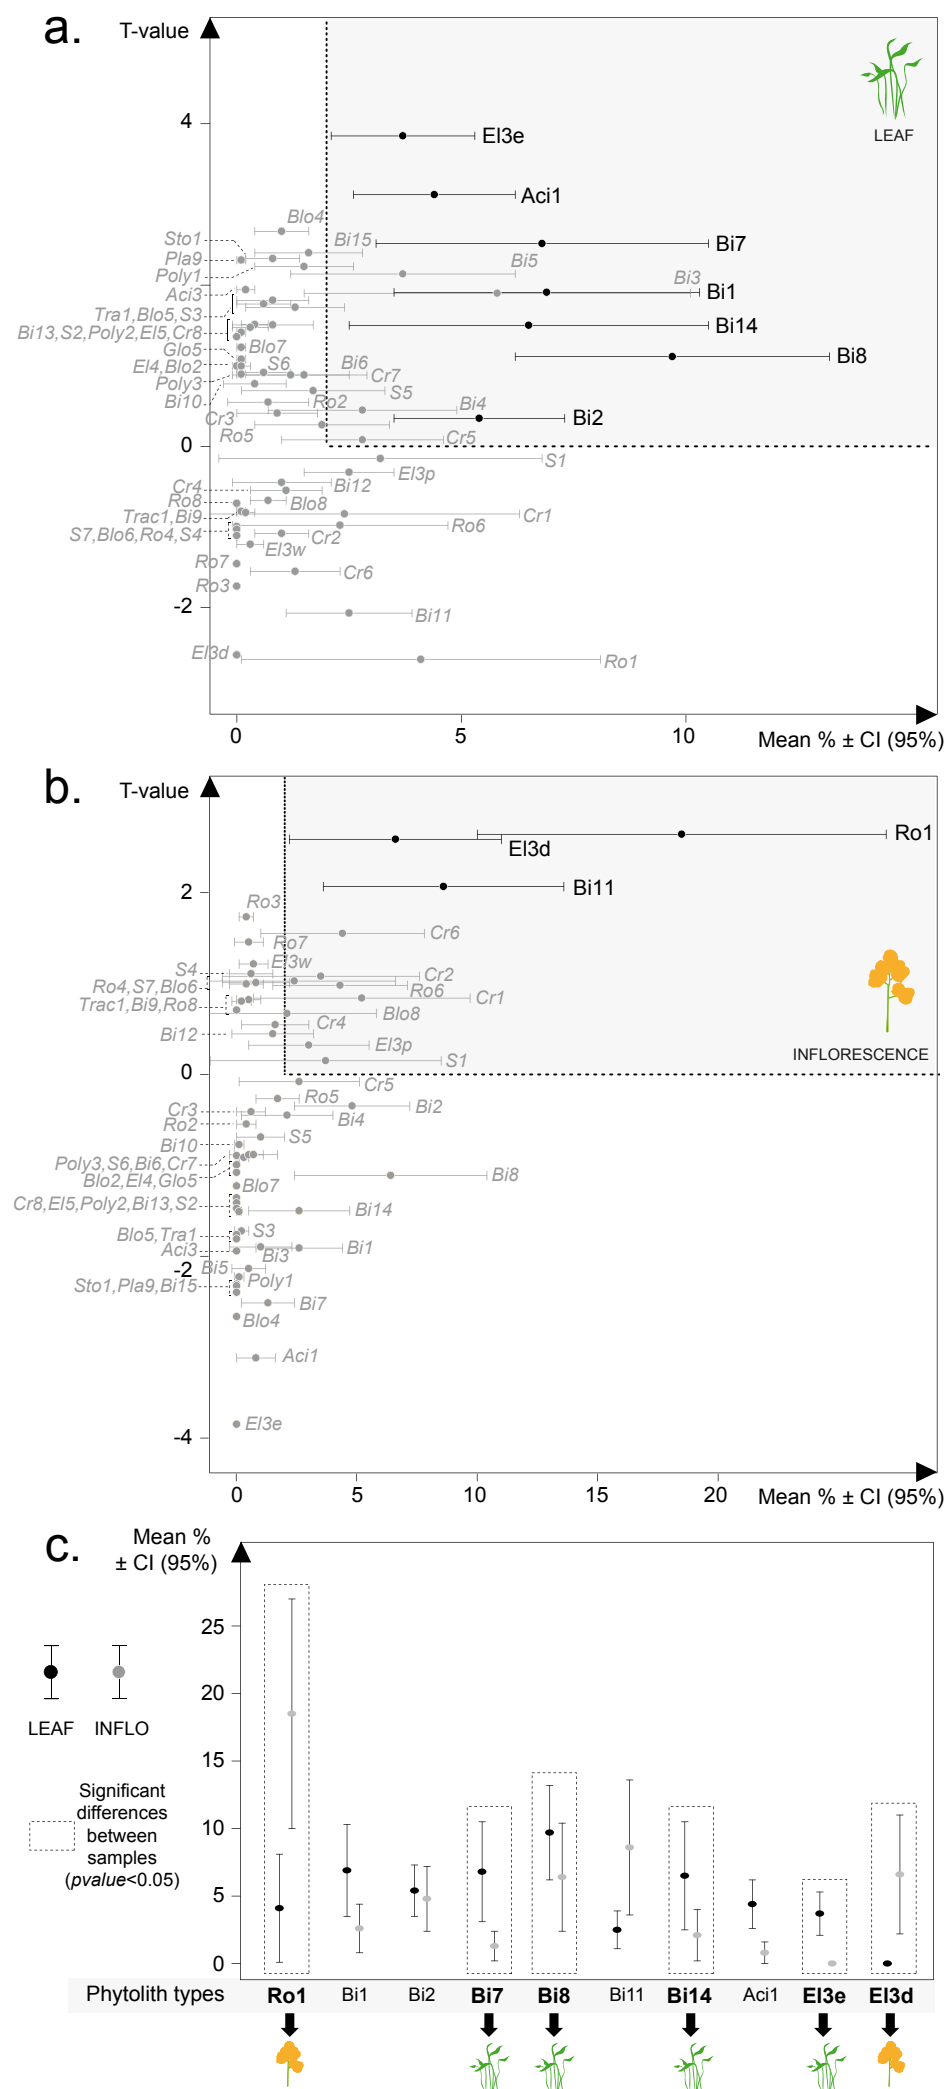 a.
T-value
LEAF
4
El3e
Aci1
Blo4
Sto1
Bi15
Bi7
Pla9
Bi5
Poly1
Bi3
Aci3
Bi1
Tra1,Blo5,S3
Bi14
Bi13,S2,Poly2,El5,Cr8
Glo5
Blo7
Bi8
El4,Blo2
S6
Bi6
Cr7
Poly3
S5
Bi10
Ro2
Bi4
Cr3
Bi2
Ro5
Cr5
0
S1
El3p
Cr4
Bi12
Ro8
Blo8
Trac1,Bi9
Cr1
S7,Blo6,Ro4,S4
Ro6
Cr2
El3w
Ro7
Cr6
Ro3
-2
Bi11
El3d
Ro1
0
5
10
Mean % ± CI (95%)
b.
T-value
Ro1
El3d
2
Bi11
Ro3
Cr6
Ro7
S4
El3w
Cr2
Ro4,S7,Blo6
Ro6
Trac1,Bi9,Ro8
Cr1
Blo8
Bi12
Cr4
El3p
INFLORESCENCE
S1
0
Cr5
Ro5
Cr3
Bi2
Ro2
Bi4
S5
Bi10
Poly3,S6,Bi6,Cr7
Blo2,El4,Glo5
Bi8
Blo7
Cr8,El5,Poly2,Bi13,S2
Bi14
Blo5,Tra1
S3
Aci3
Bi3
Bi1
Bi5
-2
Sto1,Pla9,Bi15
Poly1
Bi7
Blo4
Aci1
El3e
-4
0
5
10
15
20
Mean % ± CI (95%)
c.
Mean %
± CI (95%)
25
20
15
10
5
0
LEAF
INFLO
Significant
differences
between
samples
(pvalue<0.05)
Phytolith types
Ro1
Bi1
Bi2
Bi7
Bi8
Bi11
Bi14
Aci1
El3e
El3d